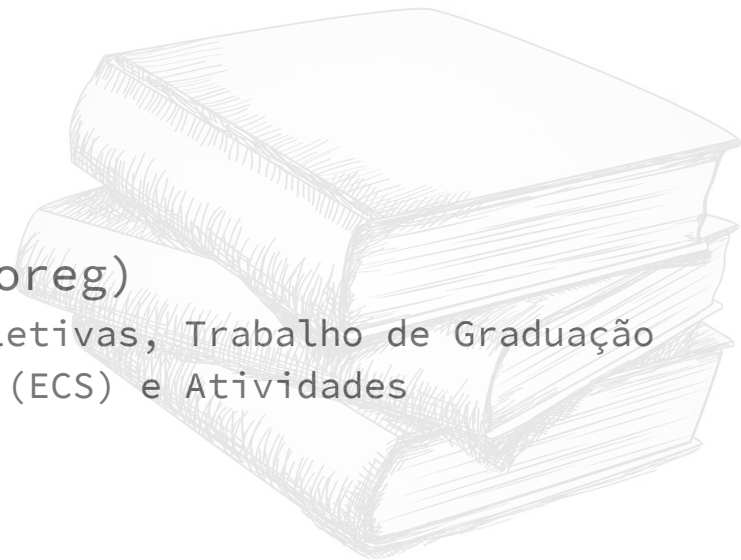 oreg)
letivas, Trabalho de Graduação
(ECS) e Atividades